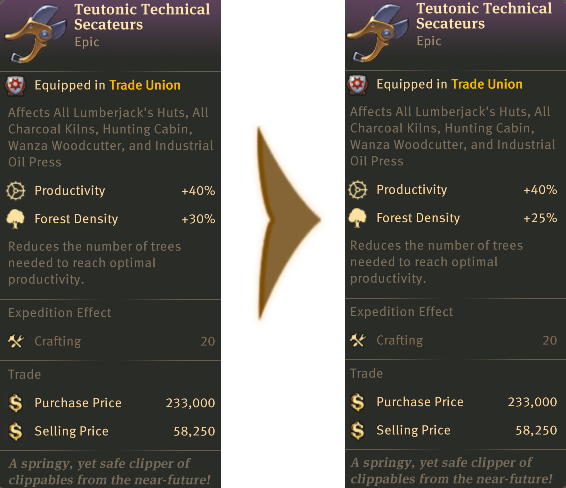 Teutonic Technical
Secateurs
Epic
Equipped in Trade Union
Affects All Lumberjack's Huts, All
Charcoal Kilns, Hunting Cabin,
Wanza Woodcutter, and Industrial
Oil Press
Productivity +40%
Forest Density +30%
Reduces the number of trees
needed to reach optimal
productivity.
Expedition Effect
Crafting 20
Trade
Purchase Price 233,000
Selling Price 58,250
A springy, yet safe clipper of
clippables from the near-future!
Teutonic Technical
Secateurs
Epic
Equipped in Trade Union
Affects All Lumberjack's Huts, All
Charcoal Kilns, Hunting Cabin,
Wanza Woodcutter, and Industrial
Oil Press
Productivity +40%
Forest Density +25%
Reduces the number of trees
needed to reach optimal
productivity.
Expedition Effect
Crafting 20
Trade
Purchase Price 233,000
Selling Price 58,250
A springy, yet safe clipper of
clippables from the near-future!